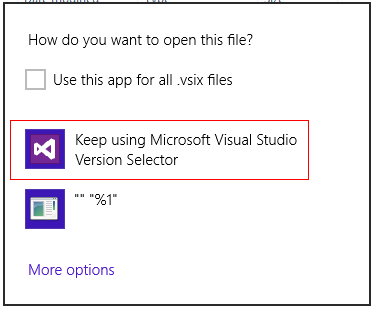 How do you want to open this file?
Use this app for all .vsix files
Keep using Microsoft Visual Studio
Version Selector
"" "%1"
More options